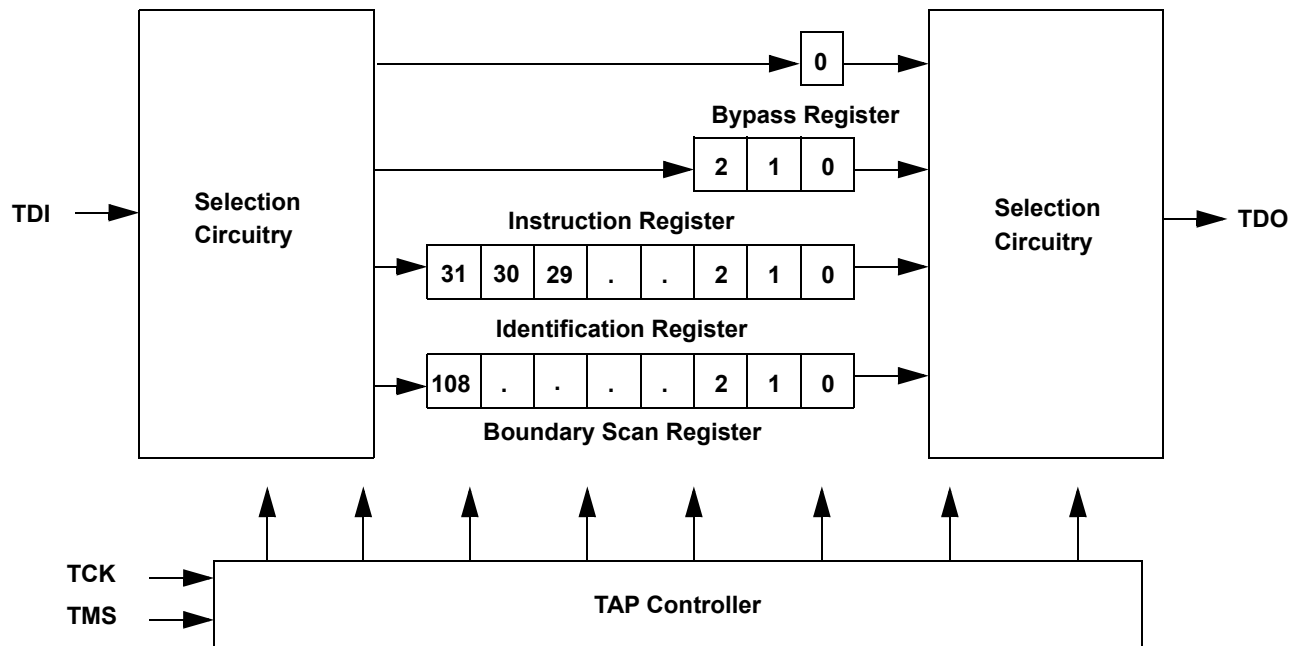 0
Bypass Register
2 1 0
TDI
Selection
Circuitry
Instruction Register
Selection
Circuitry
TDO
31 30 29 . . 2 1 0
Identification Register
108 . . . . 2 1 0
Boundary Scan Register
TCK
TMS
TAP Controller